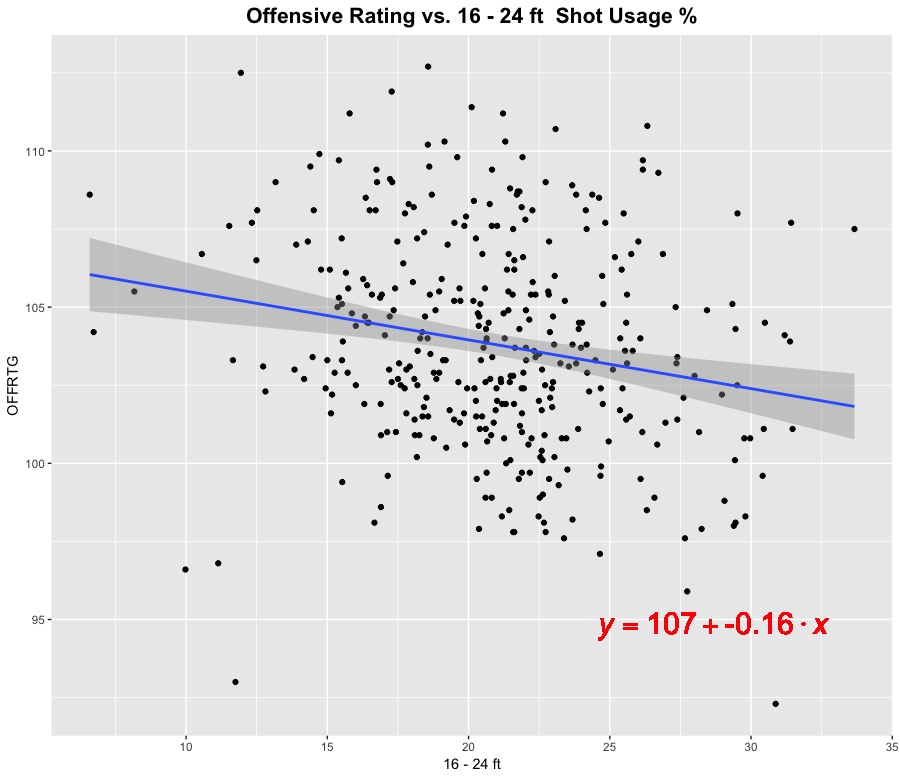 Offensive Rating vs. 16 - 24 ft  Shot Usage %
OFFRTG
110
105
100
95
y = 107 + -0.16 · x
10 15 20 25 30 35
16 - 24 ft